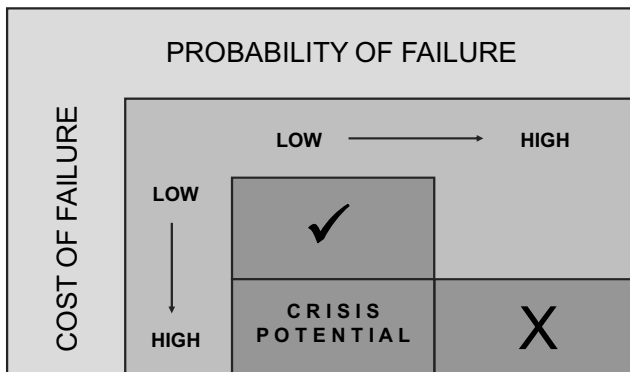 PROBABILITY OF FAILURE
COST OF FAILURE
LOW
HIGH
LOW
HIGH
✓
CRISIS
POTENTIAL
X